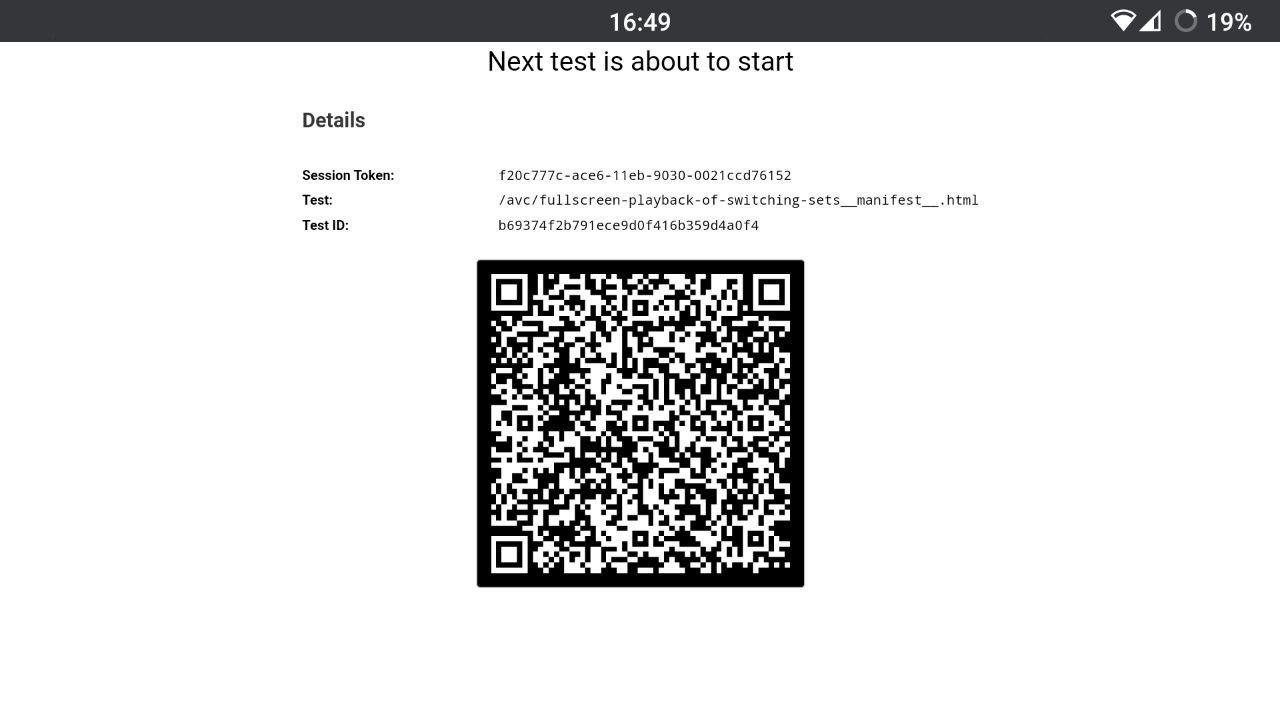 16:49
19%
Next test is about to start
Details
Session Token: f20c777c-ace6-11eb-9030-0021ccd76152
Test: /avc/fullscreen-playback-of-switching-sets__manifest__.html
Test ID: b69374f2b791ece9d0f416b359d4a0f4